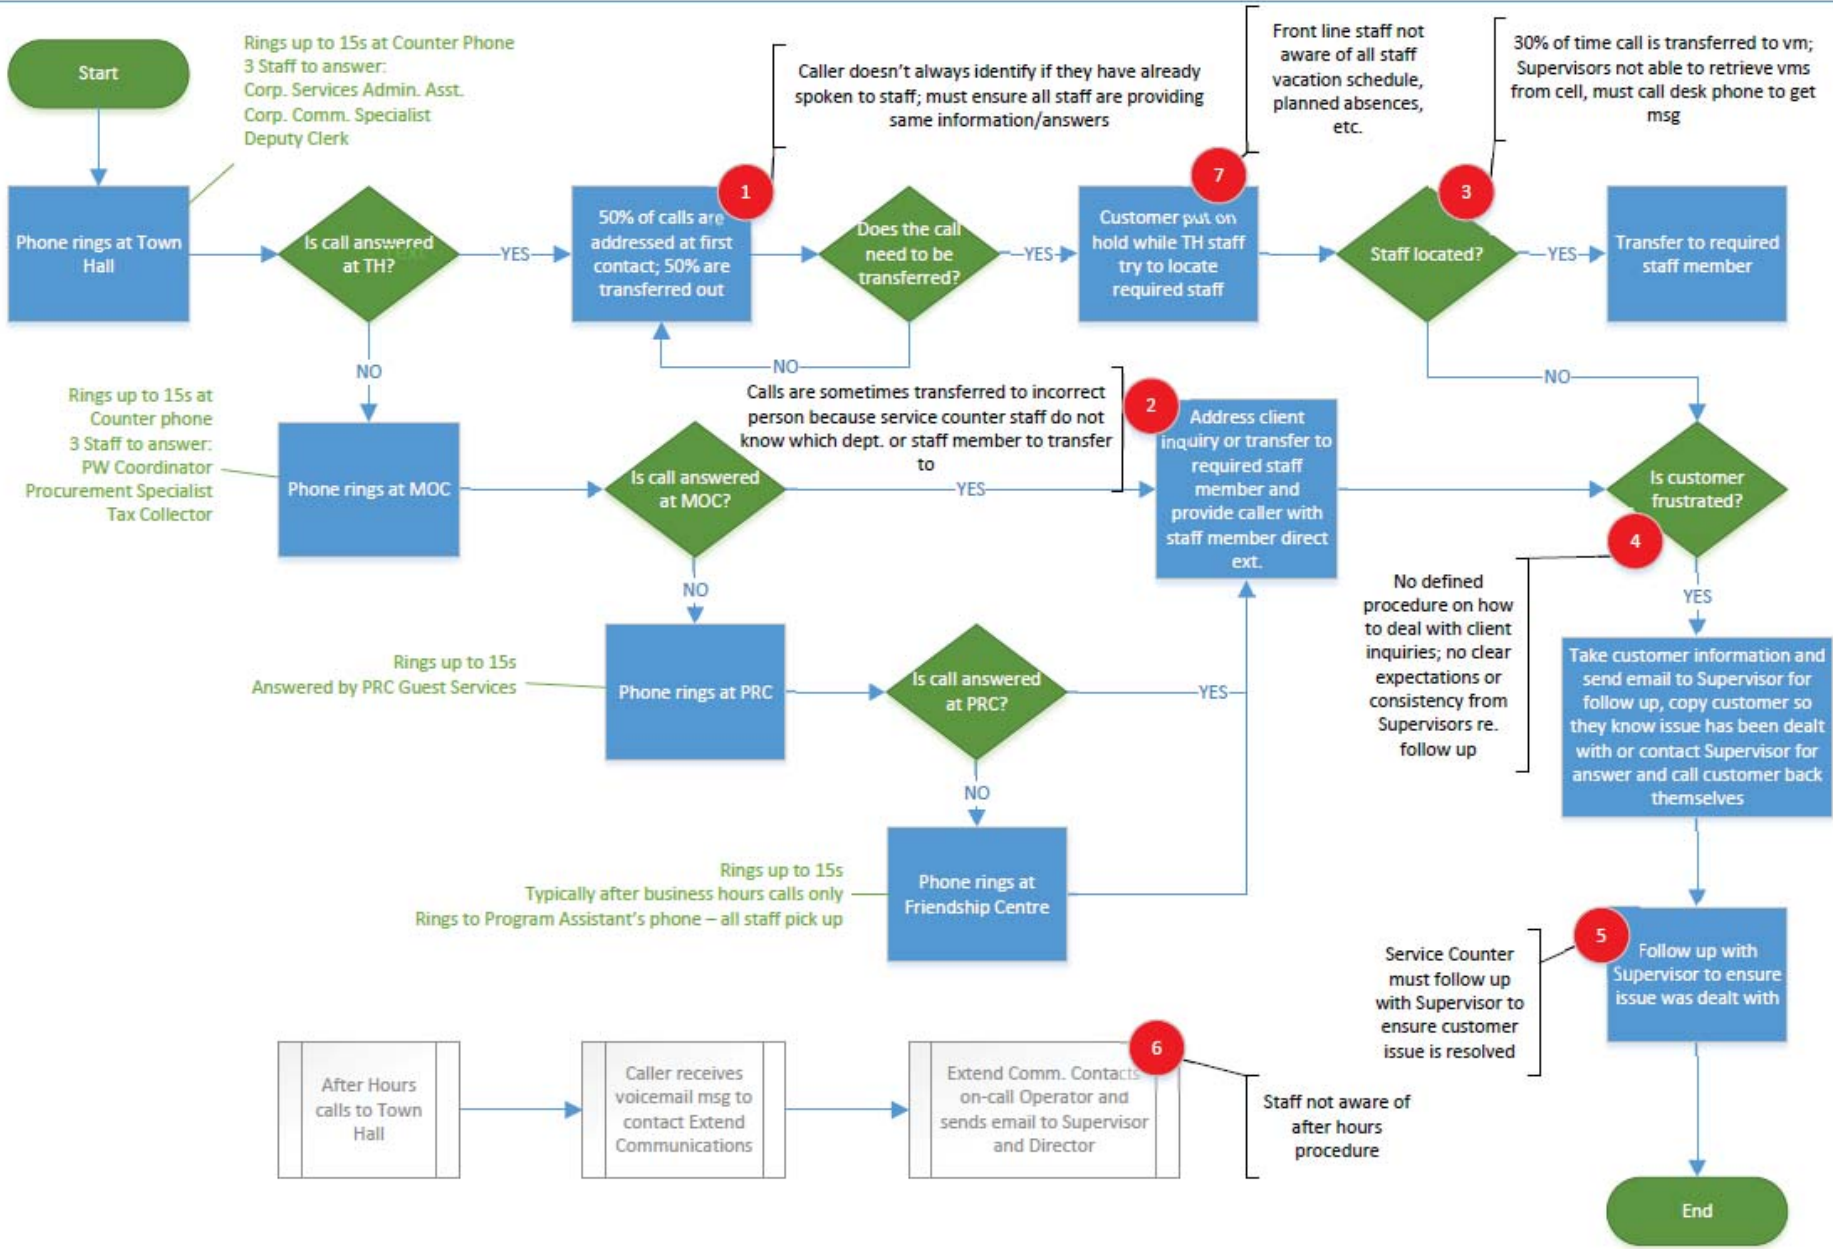 Start
Rings up to 15s at Counter Phone
3 Staff to answer:
Corp. Services Admin. Asst.
Corp. Comm. Specialist
Deputy Clerk
Caller doesn't always identify if they have already
spoken to staff; must ensure all staff are providing
same information/answers
Front line staff not
aware of all staff
vacation schedule,
planned absences,
etc.
30% of time call is transferred to vm;
Supervisors not able to retrieve vms
from cell, must call desk phone to get
msg
Phone rings at Town
Hall
Is call answered
at TH?
YES
1
50% of calls are
addressed at first
contact; 50% are
transferred out
Does the call
need to be
transferred?
YES
7
Customer put on
hold while TH staff
try to locate
required staff
3
Staff located?
YES
Transfer to required
staff member
NO
NO
NO
Rings up to 15s at
Counter phone
3 Staff to answer:
PW Coordinator
Procurement Specialist
Tax Collector
Phone rings at MOC
Is call answered
at MOC?
YES
Calls are sometimes transferred to incorrect
person because service counter staff do not
know which dept. or staff member to transfer
to
2
Address client
inquiry or transfer to
required staff
member and
provide caller with
staff member direct
ext.
Is customer
frustrated?
4
No defined
procedure on how
to deal with client
inquiries; no clear
expectations or
consistency from
Supervisors re.
follow up
YES
NO
Rings up to 15s
Answered by PRC Guest Services
Phone rings at PRC
Is call answered
at PRC?
YES
Take customer information and
send email to Supervisor for
follow up, copy customer so
they know issue has been dealt
with or contact Supervisor for
answer and call customer back
themselves
NO
Rings up to 15s
Typically after business hours calls only
Rings to Program Assistant's phone – all staff pick up
Phone rings at
Friendship Centre
Service Counter
must follow up
with Supervisor to
ensure customer
issue is resolved
5
Follow up with
Supervisor to ensure
issue was dealt with
After Hours
calls to Town
Hall
Caller receives
voicemail msg to
contact Extend
Communications
6
Extend Comm. Contacts
on-call Operator and
sends email to Supervisor
and Director
Staff not aware of
after hours
procedure
End